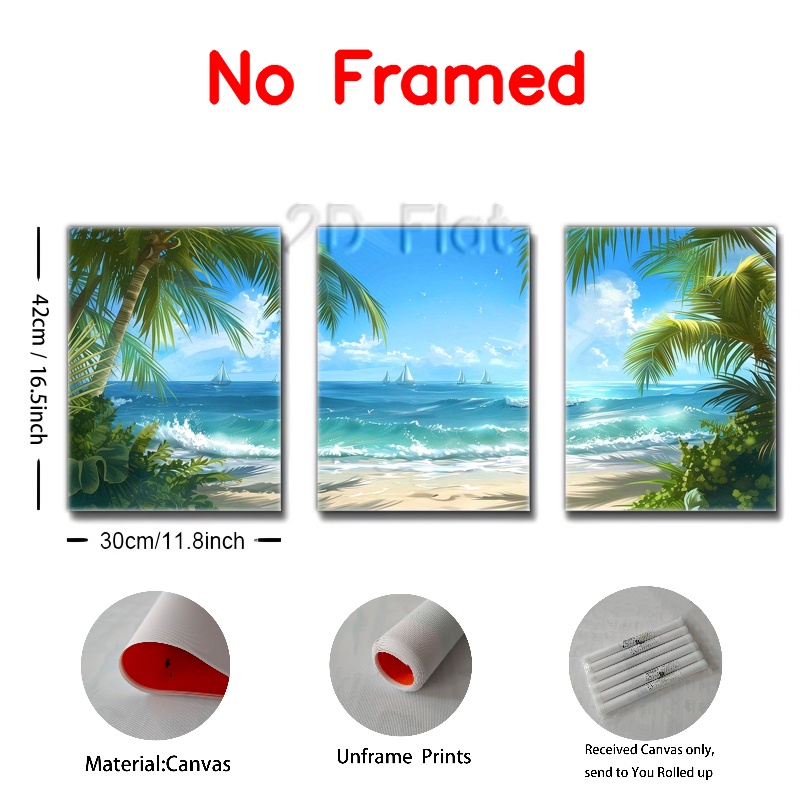 No Framed
2D Flat
42cm / 16.5inch
30cm/11.8inch
Material:Canvas
Unframe Prints
Received Canvas only,
send to You Rolled up